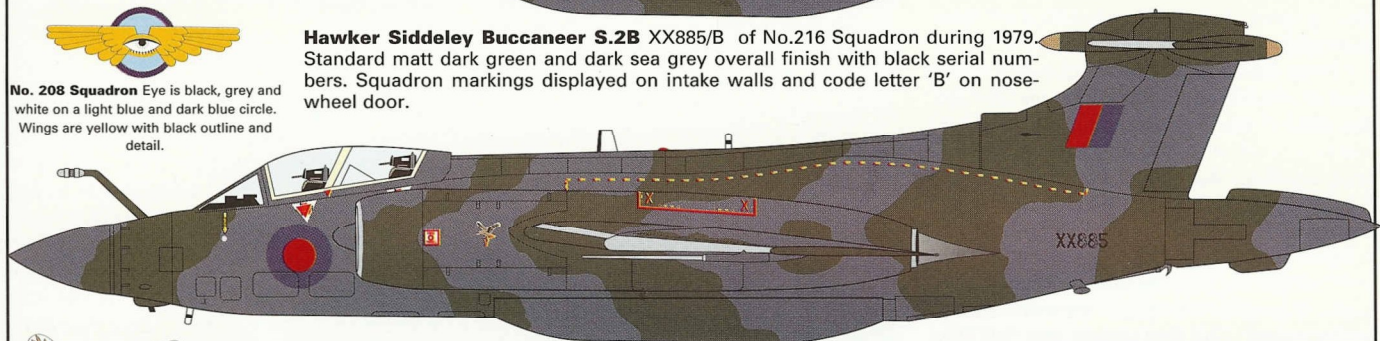 Hawker Siddeley Buccaneer S.2B XX885/B of No.216 Squadron during 1979.
Standard matt dark green and dark sea grey overall finish with black serial num-
bers. Squadron markings displayed on intake walls and code letter 'B' on nose-
wheel door.
No. 208 Squadron Eye is black, grey and
white on a light blue and dark blue circle.
Wings are yellow with black outline and
detail.
X X
XX885